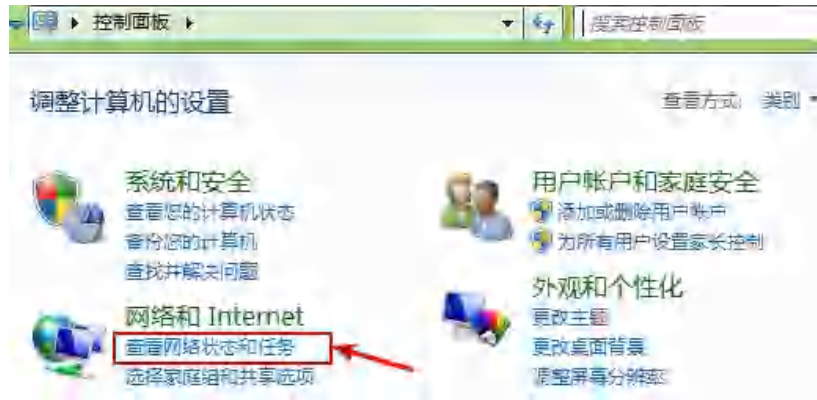 控制面板
搜索控制面板
调整计算机的设置
查看方式: 类别
系统和安全
查看您的计算机状态
备份您的计算机
查找并解决问题
网络和 Internet
查看网络状态和任务
选择家庭组和共享选项
用户帐户和家庭安全
添加或删除用户帐户
为所有用户设置家长控制
外观和个性化
更改主题
更改桌面背景
调整屏幕分辨率